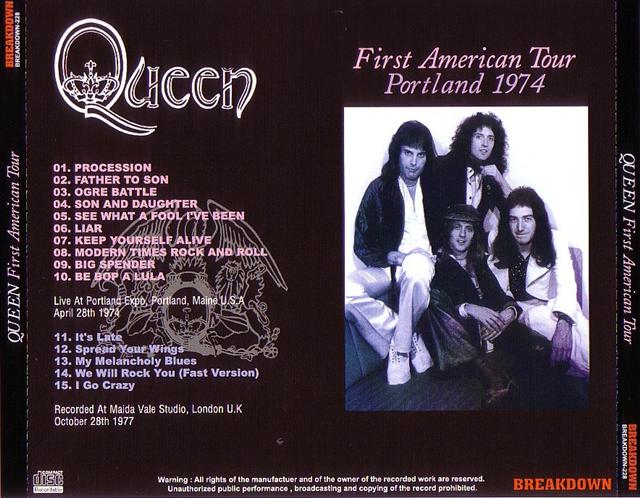 BREAKDOWN
BREAKDOWN-228
QUEEN First American Tour
Queen
01. PROCESSION
02. FATHER TO SON
03. OGRE BATTLE
04. SON AND DAUGHTER
05. SEE WHAT A FOOL I'VE BEEN
06. LIAR
07. KEEP YOURSELF ALIVE
08. MODERN TIMES ROCK AND ROLL
09. BIG SPENDER
10. BE BOP A LULA
Live At Portland Expo, Portland, Maine U.S.A
April 28th 1974
11. It's Late
12. Spread Your Wings
13. My Melancholy Blues
14. We Will Rock You (Fast Version)
15. I Go Crazy
Recorded At Maida Vale Studio, London U.K
October 28th 1977
First American Tour
Portland 1974
COMPACT
disc
Recordable
Warning : All rights of the manufactuer and of the owner of the recorded work are reserved.
Unauthorized public performance , broadcasting and copying of the record prohibited.
BREAKDOWN
QUEEN First American Tour
BREAKDOWN
BREAKDOWN-228